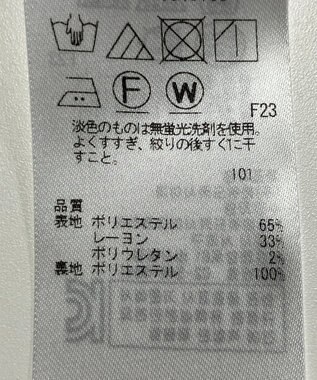 F
W
F23
淡色のものは無蛍光洗剤を使用。
よくすすぎ、絞りの後すぐに干
すこと。
101
品質
表地 ポリエステル 65%
レーヨン 33%
ポリウレタン 2%
裏地 ポリエステル 100%